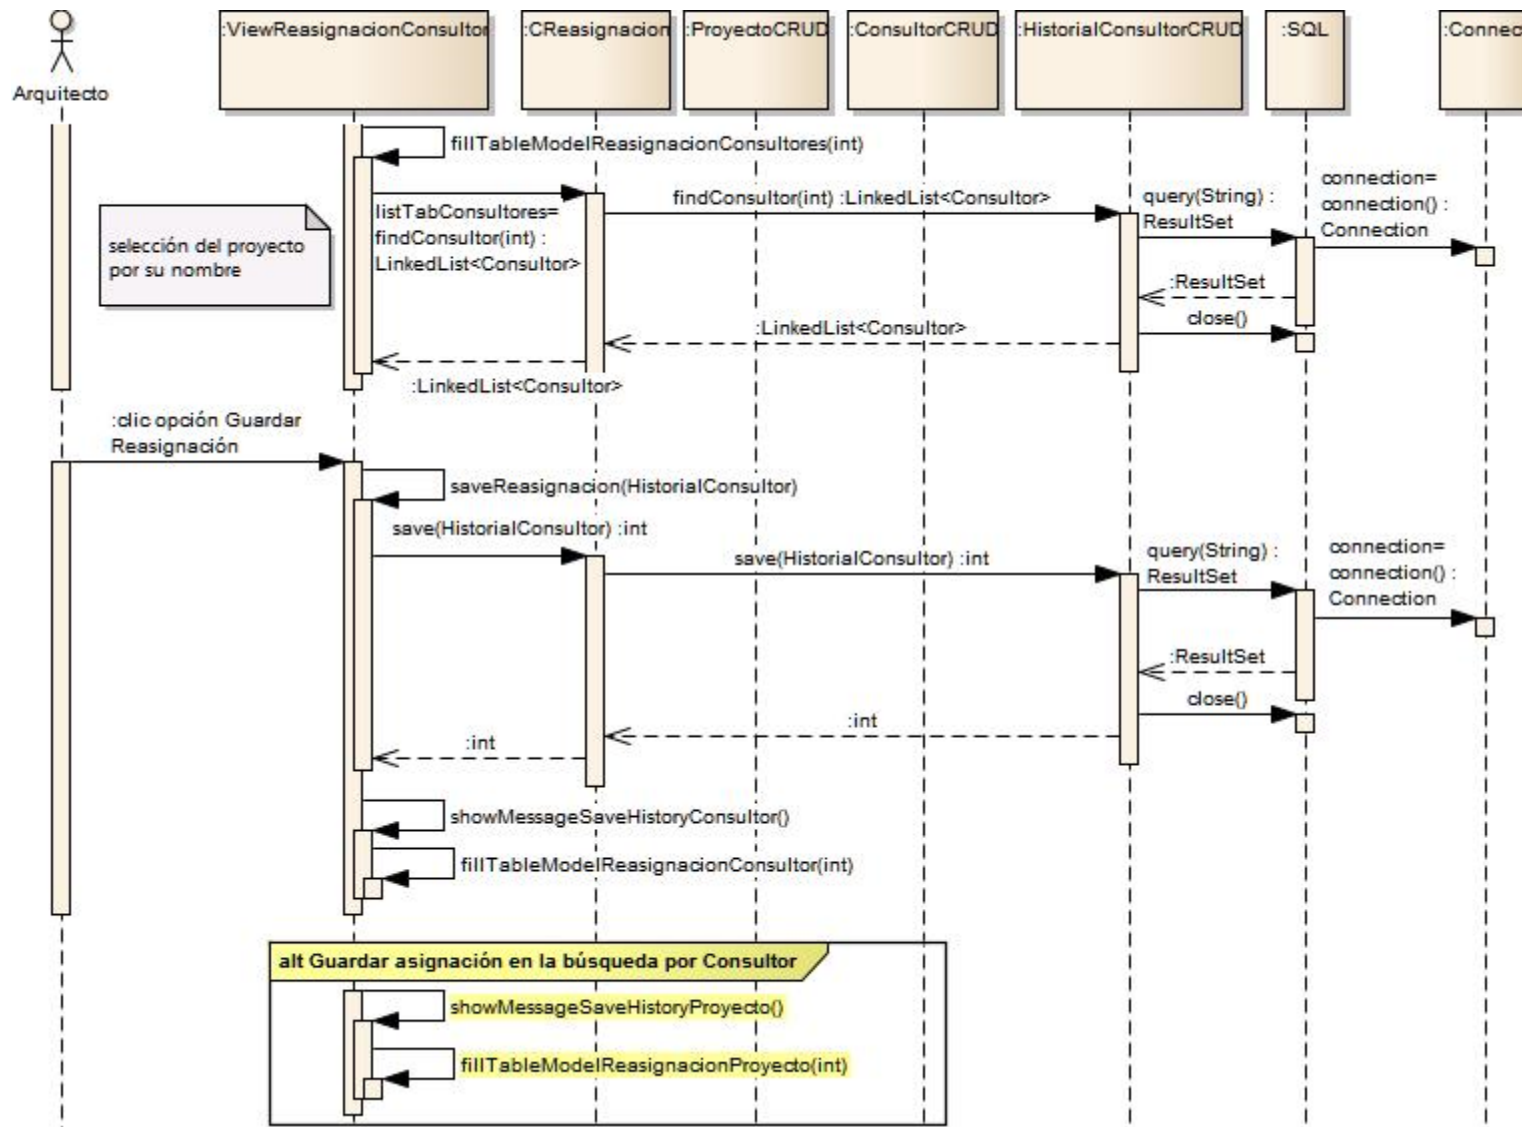 :ViewReasignacionConsultor
:CReasignacion
:ProyectoCRUD
:ConsultorCRUD
:HistorialConsultorCRUD
:SQL
:Connec
Arquitecto
fillTableModelReasignacionConsultores(int)
listTabConsultores=
findConsultor(int) :
LinkedList<Consultor>
findConsultor(int) :LinkedList<Consultor>
query(String) :
ResultSet
connection=
connection() :
Connection
selección del proyecto
por su nombre
:ResultSet
close()
:LinkedList<Consultor>
:LinkedList<Consultor>
:clic opción Guardar
Reasignación
saveReasignacion(HistorialConsultor)
save(HistorialConsultor) :int
save(HistorialConsultor) :int
query(String) :
ResultSet
connection=
connection() :
Connection
:ResultSet
close()
:int
:int
showMessageSaveHistoryConsultor()
fillTableModelReasignacionConsultor(int)
alt Guardar asignación en la búsqueda por Consultor
showMessageSaveHistoryProyecto()
fillTableModelReasignacionProyecto(int)